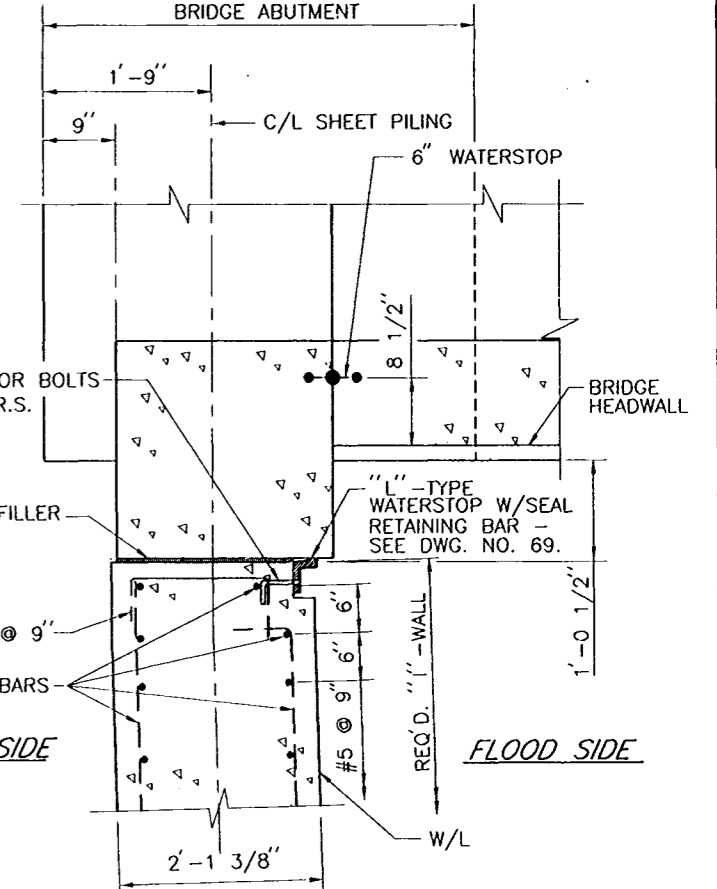 BRIDGE ABUTMENT
1'-9"
C/L SHEET PILING
9"
6" WATERSTOP
8 1/2"
OR BOLTS
R.S.
BRIDGE
HEADWALL
"L"-TYPE
WATERSTOP W/SEAL
RETAINING BAR –
SEE DWG. NO. 69.
FILLER
1'-0 1/2"
6"
6"
@ 9"
#5 @ 9"
REQ'D. "I"-WALL
BARS
SIDE
FLOOD SIDE
W/L
2'-1 3/8"